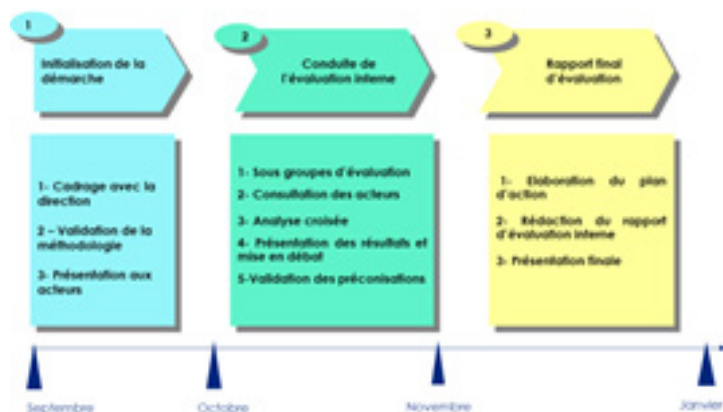 1
Initialisation de la
démarche
2
Conduite de
l'évaluation interne
3
Rapport final
d'évaluation
1- Cadrage avec la
direction
2 – Validation de la
méthodologie
3- Présentation aux
acteurs
1- Sous groupes d'évaluation
2- Consultation des acteurs
3- Analyse croisée
4- Présentation des résultats et
mise en débat
5-Validation des préconisations
1- Elaboration du plan
d'action
2- Rédaction du rapport
d'évaluation interne
3- Présentation finale
Septembre
Octobre
Novembre
Janvier